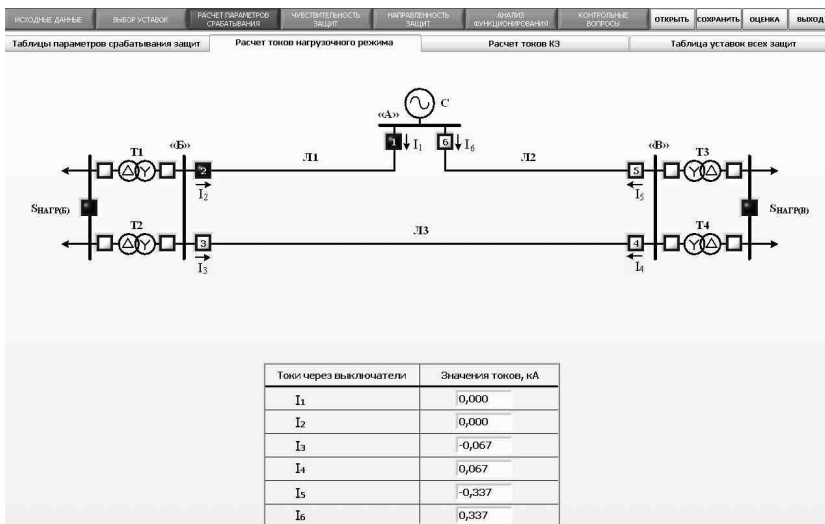 ИСХОДНЫЕ ДАННЫЕ
ВЫБОР УСТАВОК
РАСЧЕТ ПАРАМЕТРОВ
СРАБАТЫВАНИЯ
ЧУВСТВИТЕЛЬНОСТЬ
ЗАЩИТ
НАПРАВЛЕННОСТЬ
ЗАЩИТ
АНАЛИЗ
ФУНКЦИОНИРОВАНИЯ
КОНТРОЛЬНЫЕ
ВОПРОСЫ
ОТКРЫТЬ
СОХРАНИТЬ
ОЦЕНКА
ВЫХОД
Таблицы параметров срабатывания защит
Расчет токов нагрузочного режима
Расчет токов КЗ
Таблица уставок всех защит
С
«А»
1 I1 6 I6
Т1 «Б» Л1 Л2 «В» Т3
2 5
I2 I5
SНАГР(Б) SНАГР(В)
Т2 Л3 Т4
3 4
I3 I4
Токи через выключатели Значения токов, кА
I1 0,000
I2 0,000
I3 -0,067
I4 0,067
I5 -0,337
I6 0,337